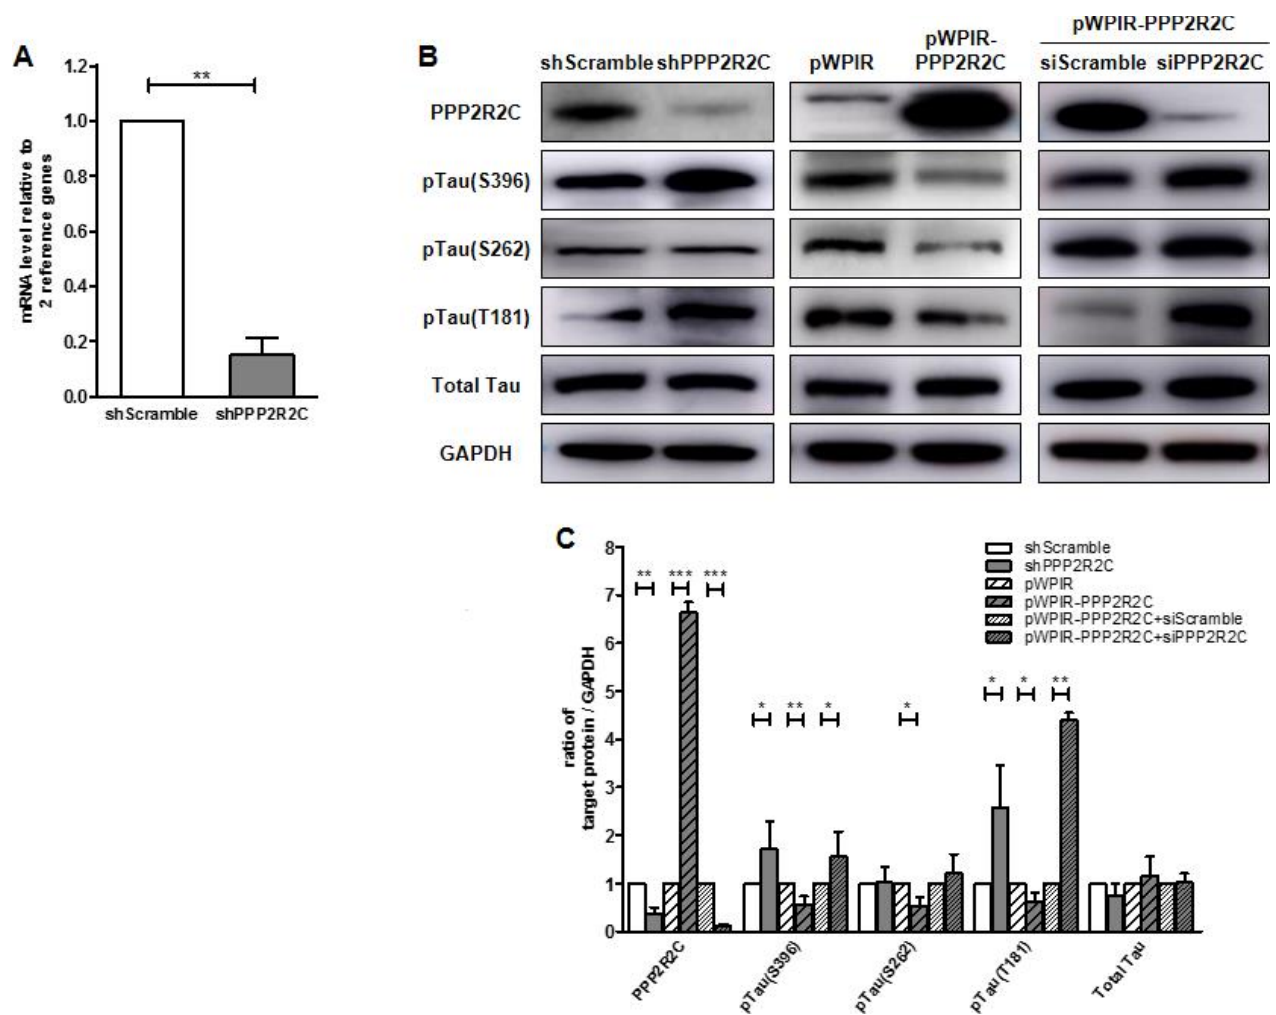 A
mRNA level relative to
2 reference genes
1.2
1.0
0.8
0.6
0.4
0.2
0.0
**
shScramble shPPP2R2C
B
pWPIR-PPP2R2C
shScramble shPPP2R2C pWPIR pWPIR-
PPP2R2C siScramble siPPP2R2C
PPP2R2C
pTau(S396)
pTau(S262)
pTau(T181)
Total Tau
GAPDH
C
ratio of
target protein / GAPDH
8
7
6
5
4
3
2
1
0
** *** ***
* ** *
*
* * **
shScramble
shPPP2R2C
pWPIR
pWPIR-PPP2R2C
pWPIR-PPP2R2C+siScramble
pWPIR-PPP2R2C+siPPP2R2C
PPP2R2C
pTau(S396)
pTau(S262)
pTau(T181)
Total Tau